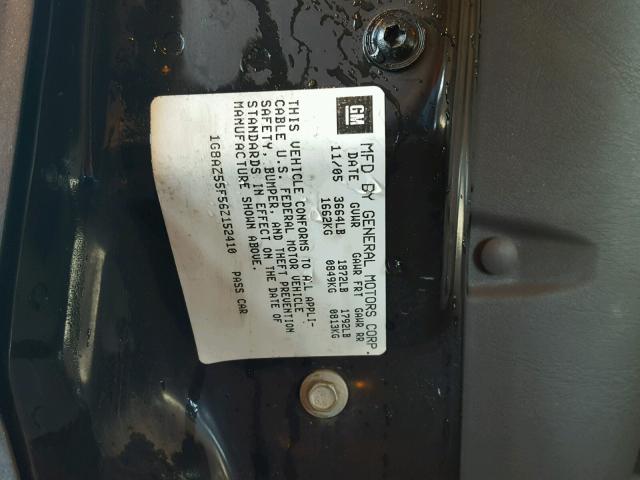 GM MFD BY GENERAL MOTORS CORP.
DATE GVWR GAWR FRT GAWR RR
11/05 3664LB 1872LB 1792LB
1662KG 0849KG 0813KG
THIS VEHICLE CONFORMS TO ALL APPLI-
CABLE U.S. FEDERAL MOTOR VEHICLE
SAFETY, BUMPER, AND THEFT PREVENTION
STANDARDS IN EFFECT ON THE DATE OF
MANUFACTURE SHOWN ABOVE.
1G8AZ55F56Z152410 PASS CAR